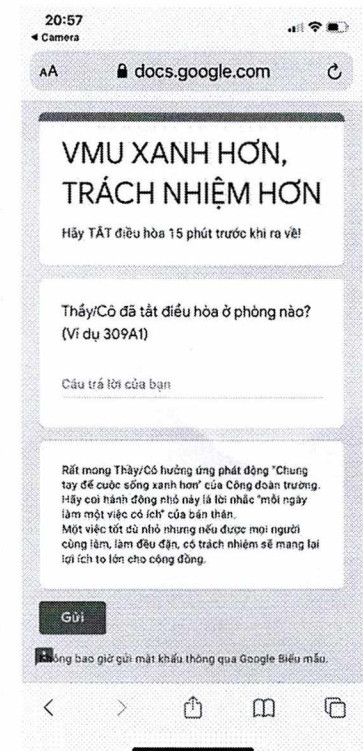 20:57
◀ Camera
AA docs.google.com
VMU XANH HƠN,
TRÁCH NHIỆM HƠN
Hãy TẮT điều hòa 15 phút trước khi ra về!
Thầy/Cô đã tắt điều hòa ở phòng nào?
(Ví dụ 309A1)
Câu trả lời của bạn
Rất mong Thầy/Cô hưởng ứng phát động "Chung
tay để cuộc sống xanh hơn" của Công đoàn trường.
Hãy coi hành động nhỏ này là lời nhắc "mỗi ngày
làm một việc có ích" của bản thân.
Một việc tốt dù nhỏ nhưng nếu được mọi người
cùng làm, làm đều đặn, có trách nhiệm sẽ mang lại
lợi ích to lớn cho cộng đồng.
Gửi
bao giờ gửi mật khẩu thông qua Google Biểu mẫu.